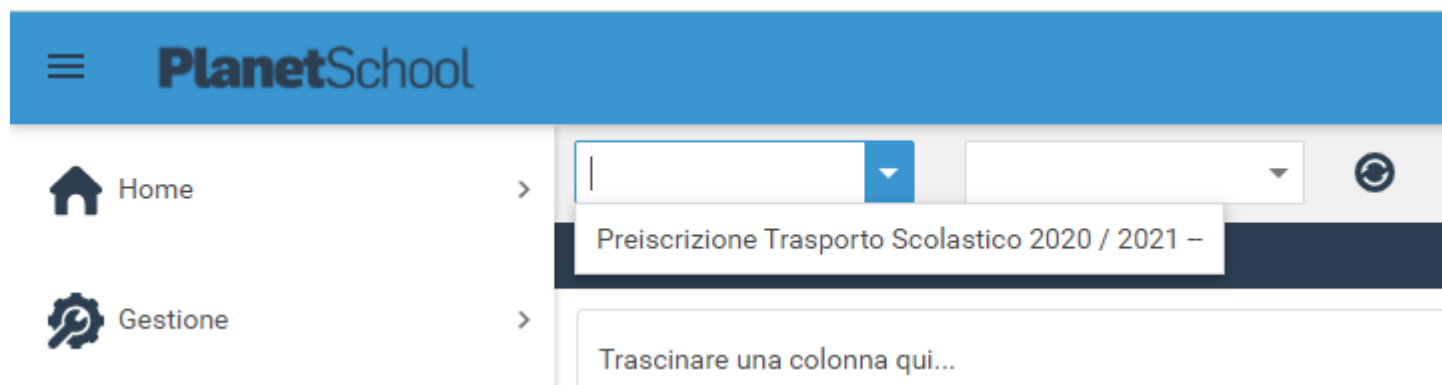 PlanetSchool
Home
Preiscrizione Trasporto Scolastico 2020 / 2021 --
Gestione
Trascinare una colonna qui...